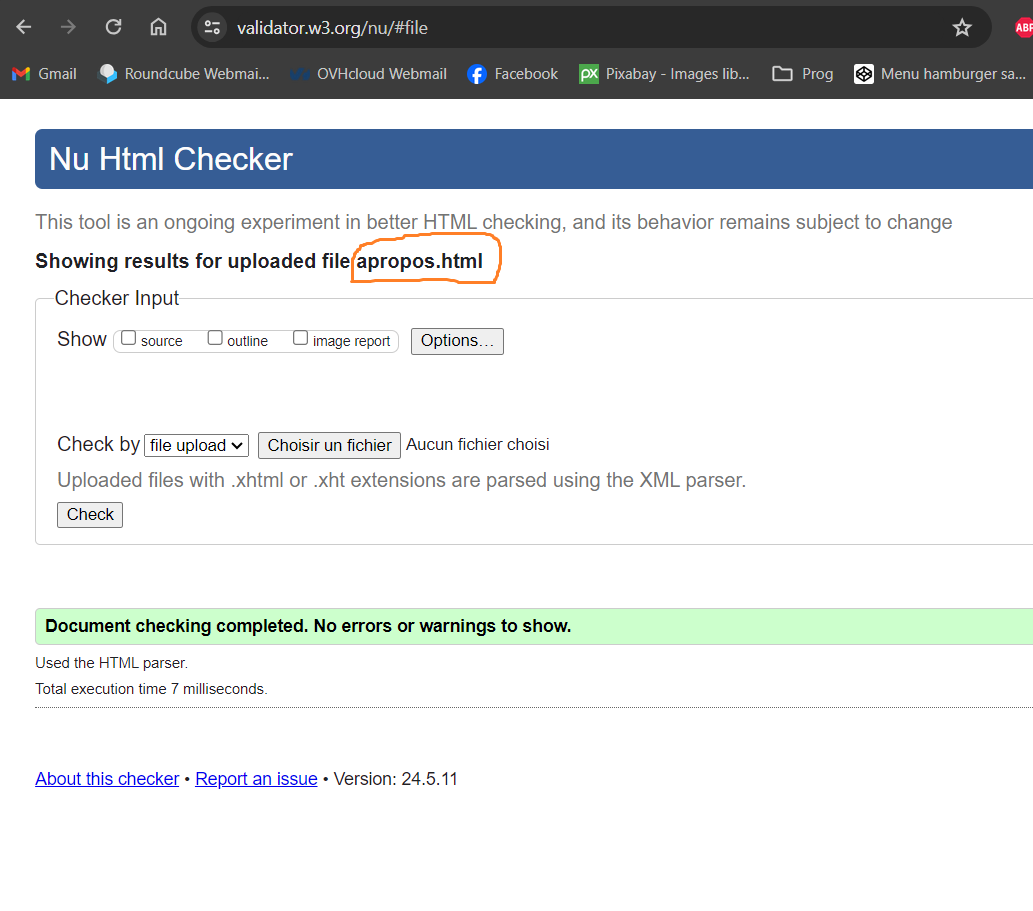 validator.w3.org/nu/#file
ABP
Gmail Roundcube Webmai... OVHcloud Webmail Facebook px Pixabay - Images lib... Prog Menu hamburger sa...
Nu Html Checker
This tool is an ongoing experiment in better HTML checking, and its behavior remains subject to change
Showing results for uploaded file apropos.html
Checker Input
Show source outline image report Options...
Check by file upload Choisir un fichier Aucun fichier choisi
Uploaded files with .xhtml or .xht extensions are parsed using the XML parser.
Check
Document checking completed. No errors or warnings to show.
Used the HTML parser.
Total execution time 7 milliseconds.
About this checker • Report an issue • Version: 24.5.11